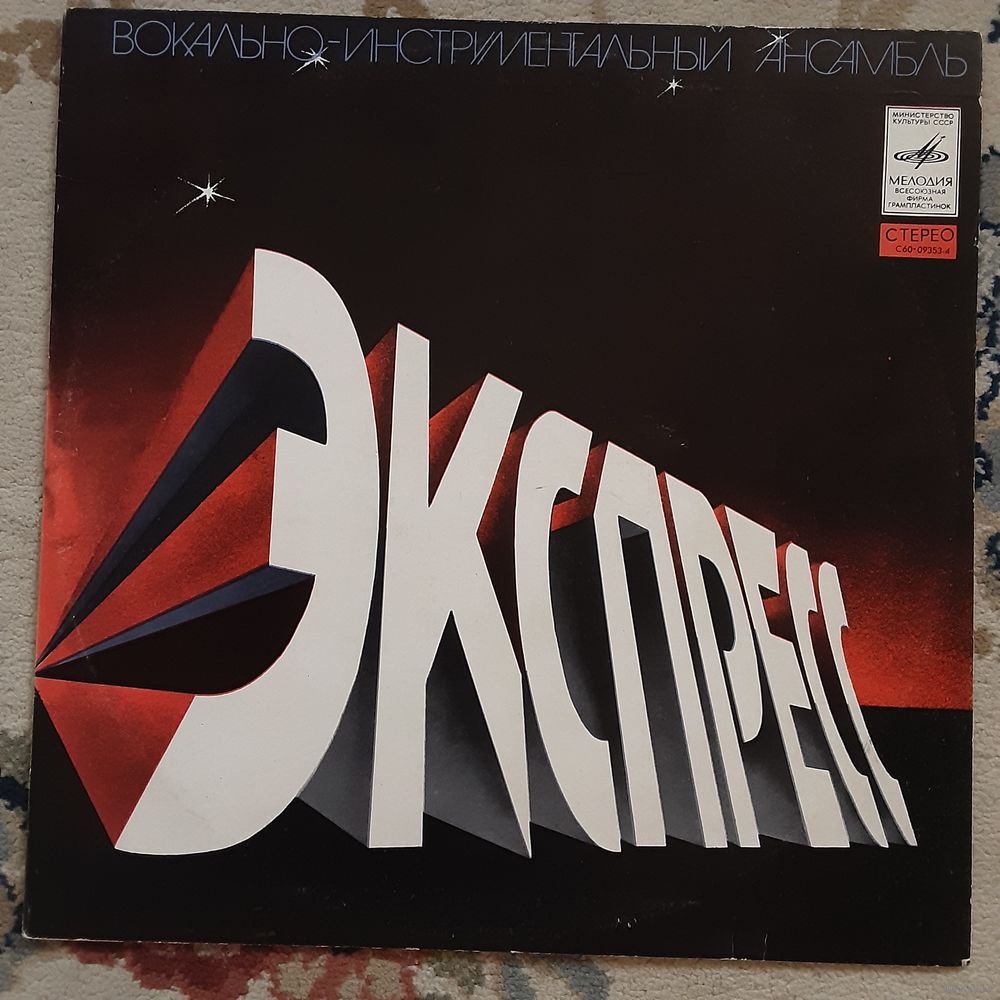 ВОКАЛЬНО-ИНСТРУМЕНТАЛЬНЫЙ АНСАМБЛЬ
МИНИСТЕРСТВО
КУЛЬТУРЫ СССР
МЕЛОДИЯ
ВСЕСОЮЗНАЯ
ФИРМА
ГРАМПЛАСТИНОК
СТЕРЕО
С60-09353-4
ЭКСПРЕСС